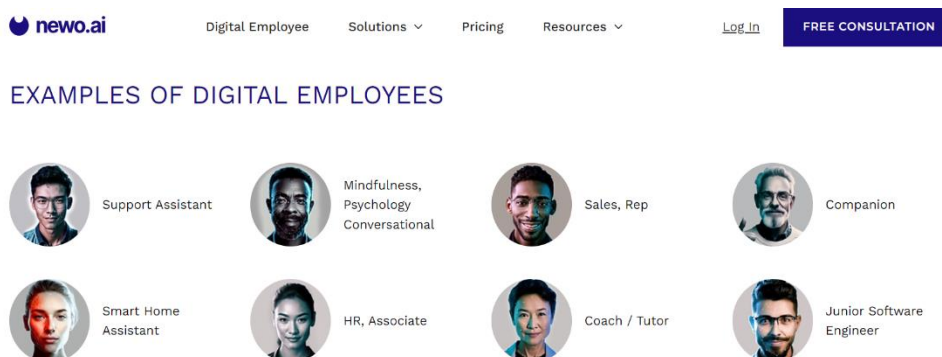 newo.ai
Digital Employee
Solutions
Pricing
Resources
Log In
FREE CONSULTATION
EXAMPLES OF DIGITAL EMPLOYEES
Support Assistant
Mindfulness,
Psychology
Conversational
Sales, Rep
Companion
Smart Home
Assistant
HR, Associate
Coach / Tutor
Junior Software
Engineer